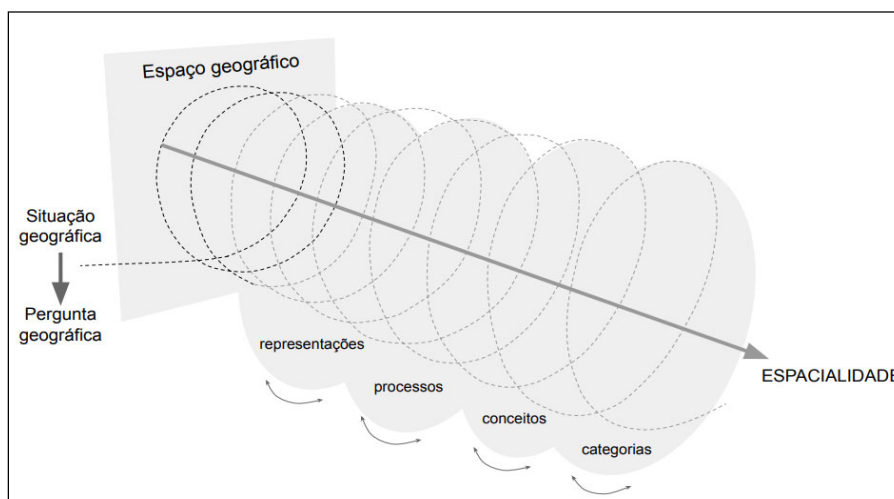 Espaço geográfico
Situação
geográfica
Pergunta
geográfica
representações
processos
conceitos
categorias
ESPACIALIDADE